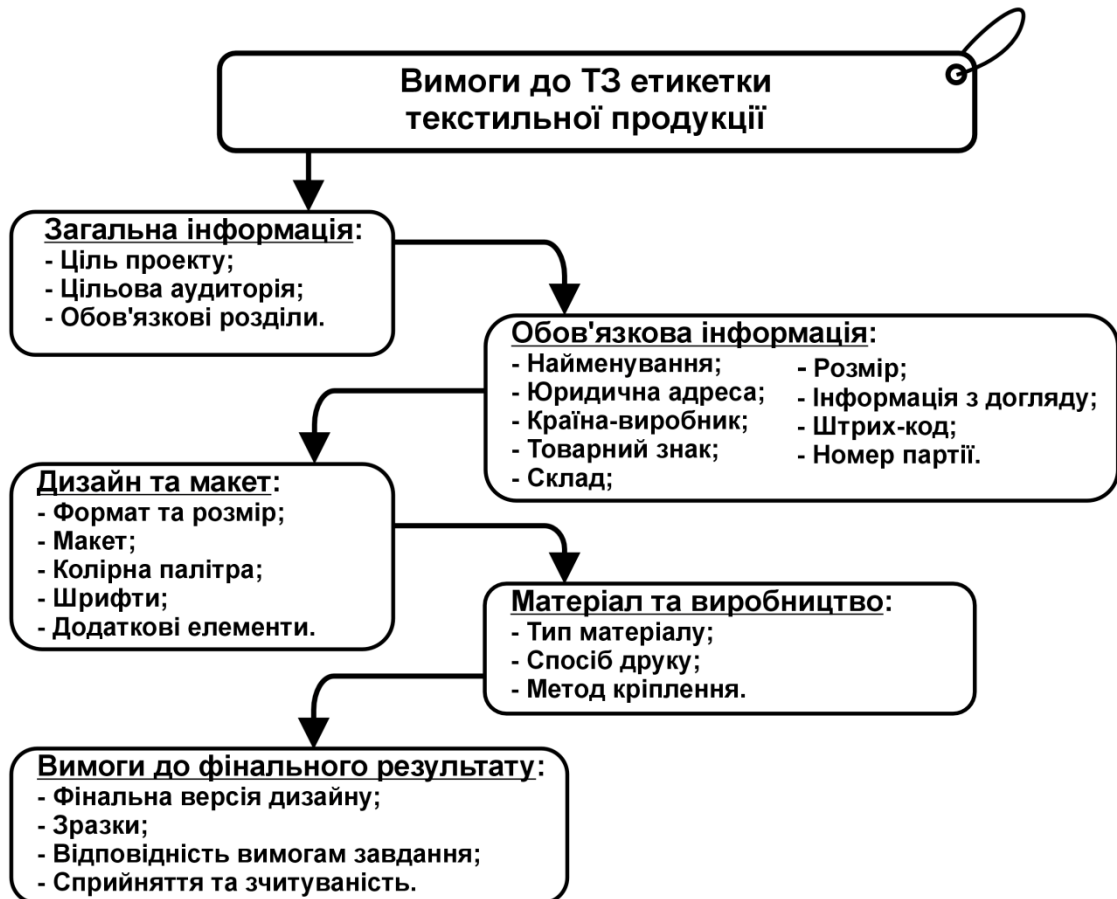 Вимоги до ТЗ етикетки
текстильної продукції
Загальна інформація:
- Ціль проекту;
- Цільова аудиторія;
- Обов'язкові розділи.
Обов'язкова інформація:
- Найменування;
- Юридична адреса;
- Країна-виробник;
- Товарний знак;
- Склад;
- Розмір;
- Інформація з догляду;
- Штрих-код;
- Номер партії.
Дизайн та макет:
- Формат та розмір;
- Макет;
- Колірна палітра;
- Шрифти;
- Додаткові елементи.
Матеріал та виробництво:
- Тип матеріалу;
- Спосіб друку;
- Метод кріплення.
Вимоги до фінального результату:
- Фінальна версія дизайну;
- Зразки;
- Відповідність вимогам завдання;
- Сприйняття та зчитуваність.